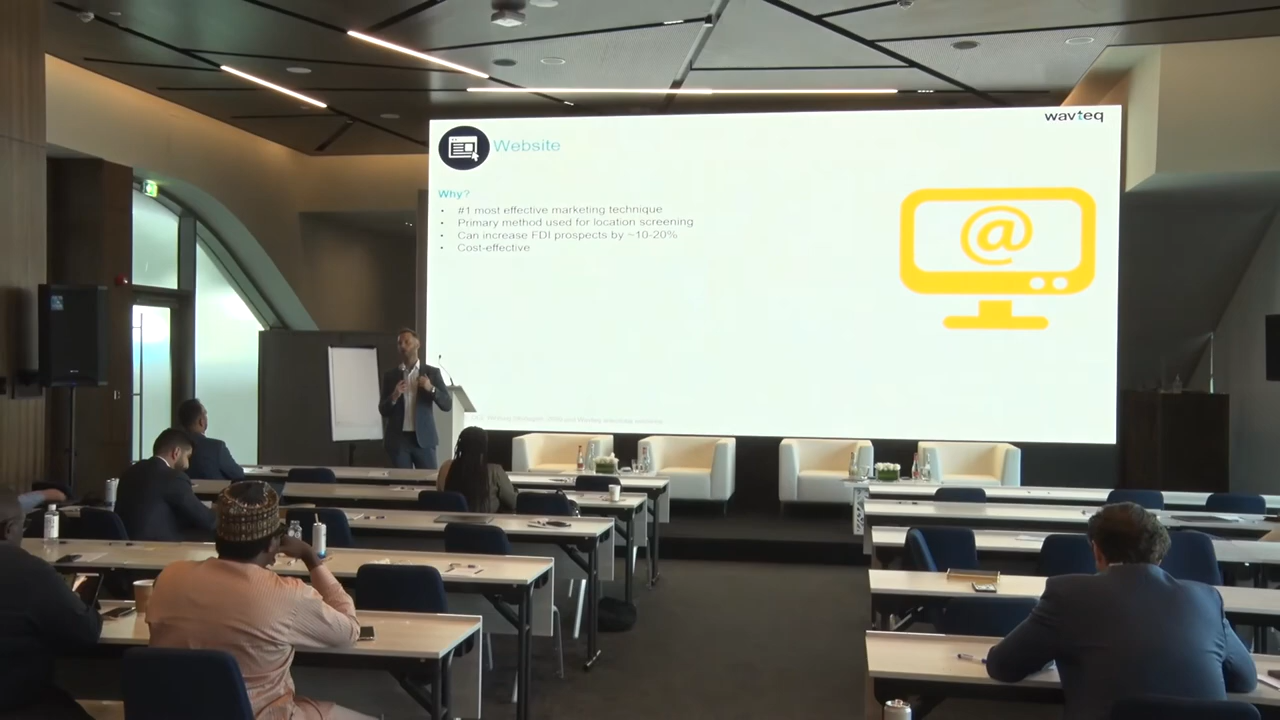 wavteq
Website
Why?
• #1 most effective marketing technique
• Primary method used for location screening
• Can increase FDI prospects by ~10-20%
• Cost-effective
@